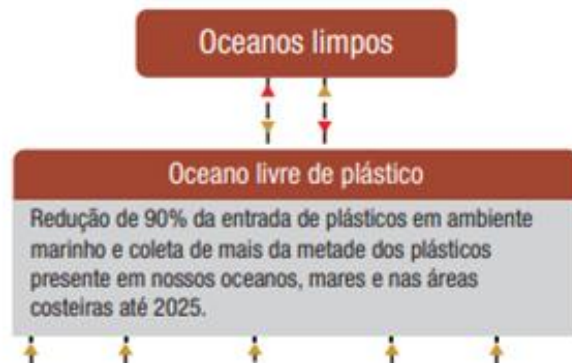 Oceanos limpos
Oceano livre de plástico
Redução de 90% da entrada de plásticos em ambiente
marinho e coleta de mais da metade dos plásticos
presente em nossos oceanos, mares e nas áreas
costeiras até 2025.